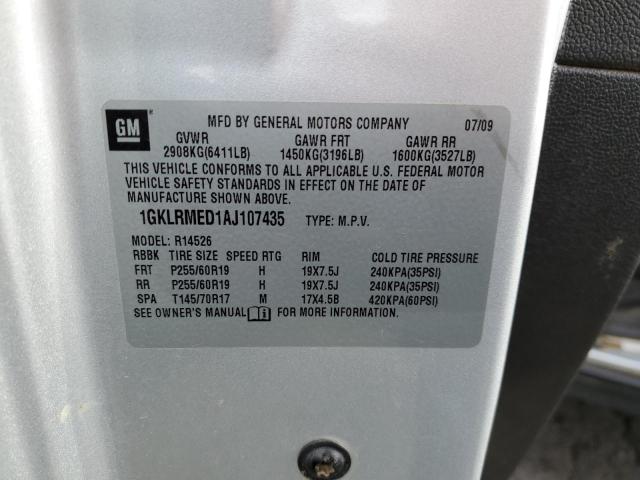 GM
MFD BY GENERAL MOTORS COMPANY 07/09
GVWR GAWR FRT GAWR RR
2908KG(6411LB) 1450KG(3196LB) 1600KG(3527LB)
THIS VEHICLE CONFORMS TO ALL APPLICABLE U.S. FEDERAL MOTOR
VEHICLE SAFETY STANDARDS IN EFFECT ON THE DATE OF
MANUFACTURE SHOWN ABOVE.
1GKLRMED1AJ107435 TYPE: M.P.V.
MODEL: R14526
RBBK TIRE SIZE SPEED RTG RIM COLD TIRE PRESSURE
FRT P255/60R19 H 19X7.5J 240KPA(35PSI)
RR P255/60R19 H 19X7.5J 240KPA(35PSI)
SPA T145/70R17 M 17X4.5B 420KPA(60PSI)
SEE OWNER'S MANUAL FOR MORE INFORMATION.